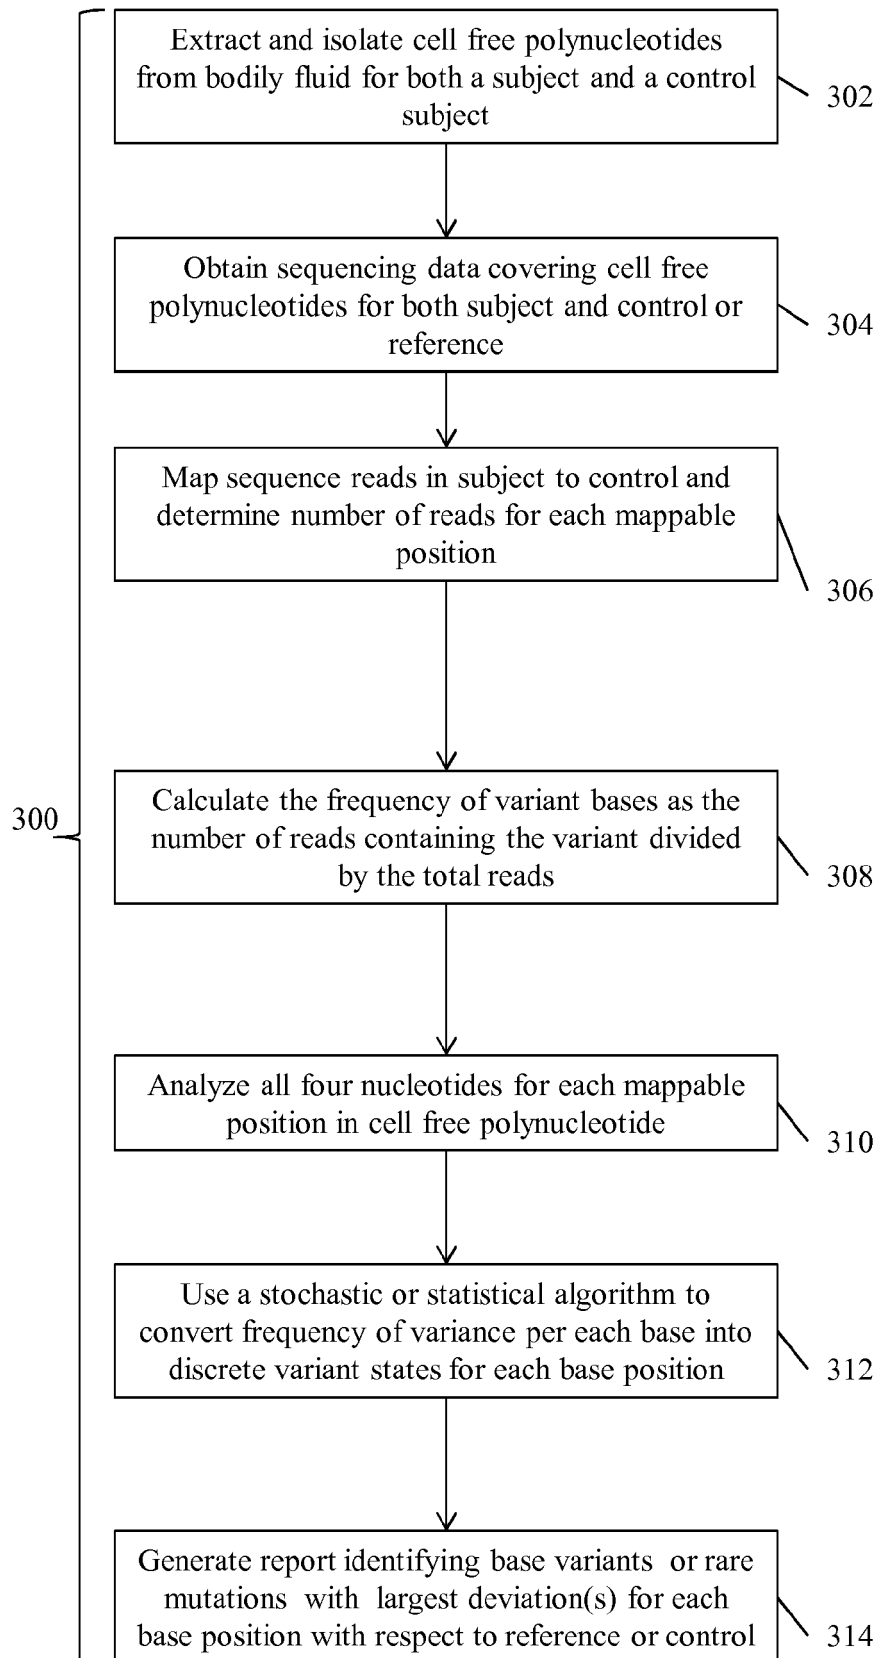 Extract and isolate cell free polynucleotides
from bodily fluid for both a subject and a control
subject
302
Obtain sequencing data covering cell free
polynucleotides for both subject and control or
reference
304
Map sequence reads in subject to control and
determine number of reads for each mappable
position
306
300
Calculate the frequency of variant bases as the
number of reads containing the variant divided
by the total reads
308
Analyze all four nucleotides for each mappable
position in cell free polynucleotide
310
Use a stochastic or statistical algorithm to
convert frequency of variance per each base into
discrete variant states for each base position
312
Generate report identifying base variants or rare
mutations with largest deviation(s) for each
base position with respect to reference or control
314